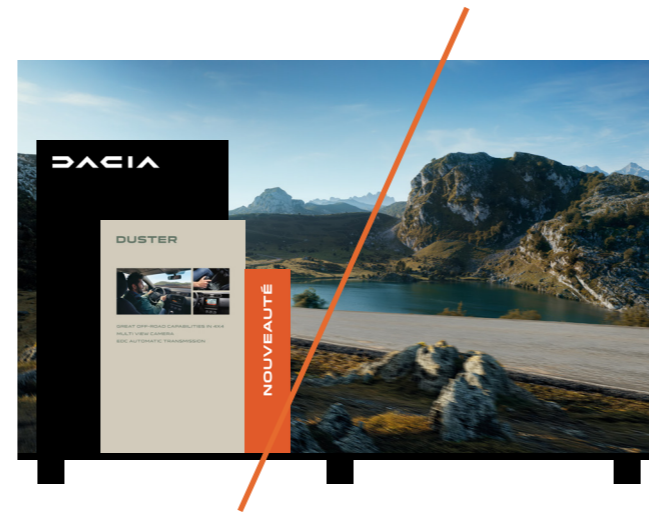 DACIA
DUSTER
GREAT OFF-ROAD CAPABILITIES IN 4X4
MULTI VIEW CAMERA
EDC AUTOMATIC TRANSMISSION
NOUVEAUTÉ